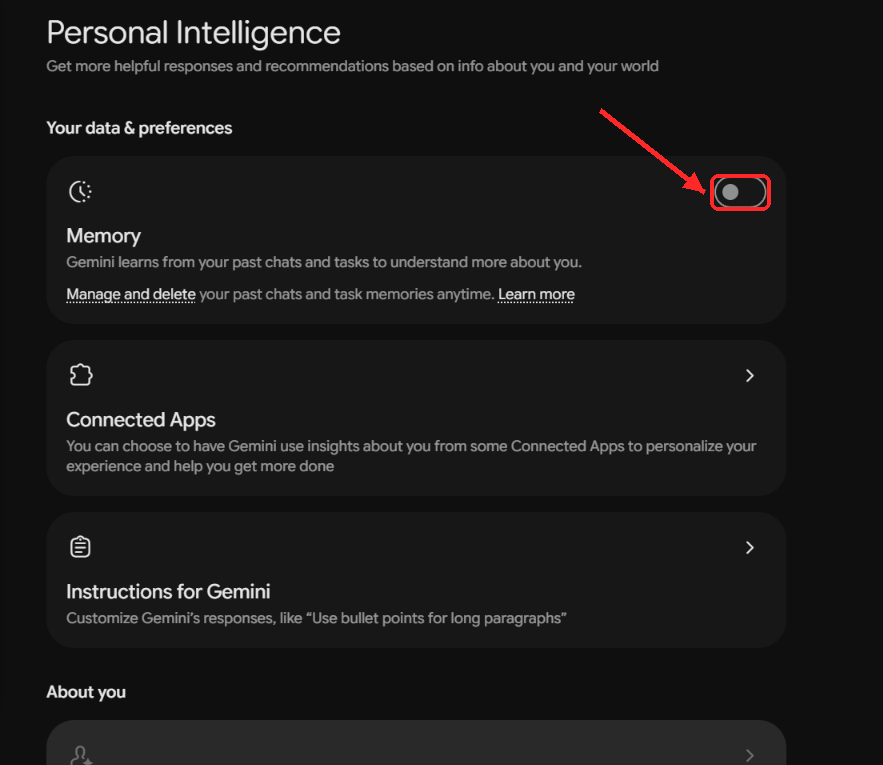 Personal Intelligence
Get more helpful responses and recommendations based on info about you and your world
Your data & preferences
Memory
Gemini learns from your past chats and tasks to understand more about you.
Manage and delete your past chats and task memories anytime. Learn more
Connected Apps
You can choose to have Gemini use insights about you from some Connected Apps to personalize your
experience and help you get more done
Instructions for Gemini
Customize Gemini's responses, like “Use bullet points for long paragraphs”
About you